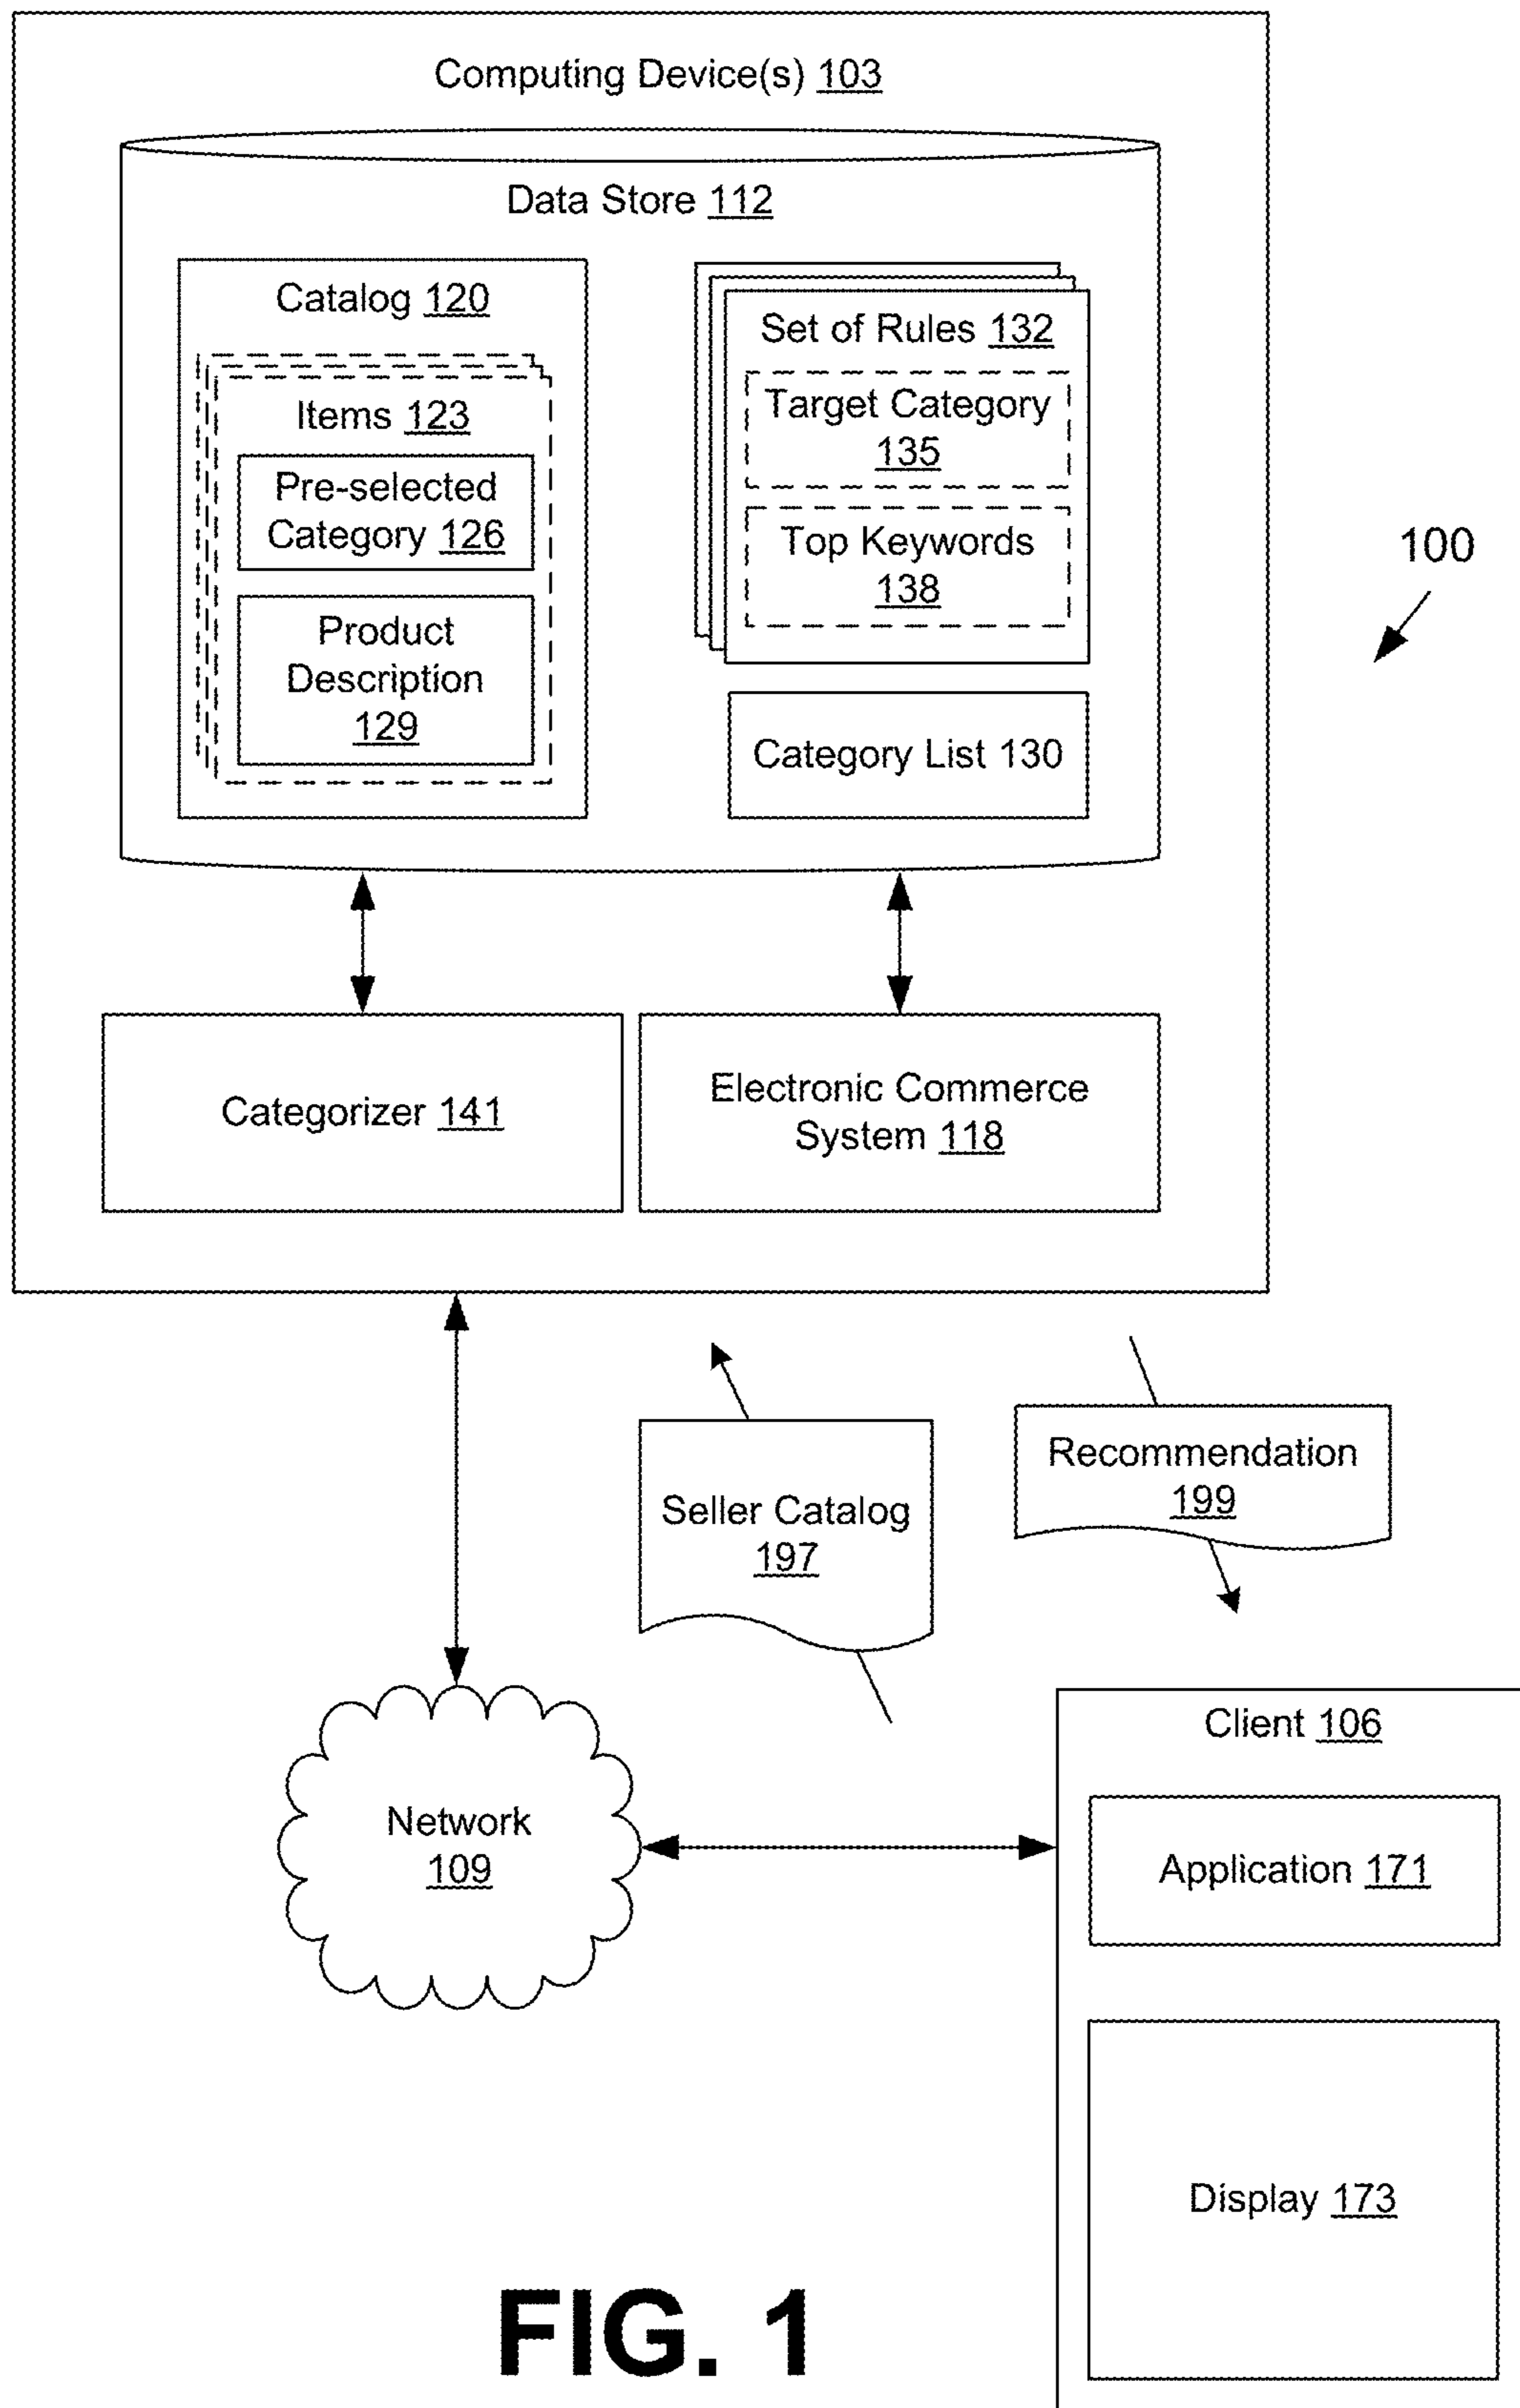 Computing Device(s) 103
Data Store 112
Catalog 120
Items 123
Pre-selected
Category 126
Product
Description
129
Set of Rules 132
Target Category
135
Top Keywords
138
Category List 130
100
Categorizer 141
Electronic Commerce
System 118
Seller Catalog
197
Recommendation
199
Network
109
Client 106
Application 171
Display 173
FIG. 1